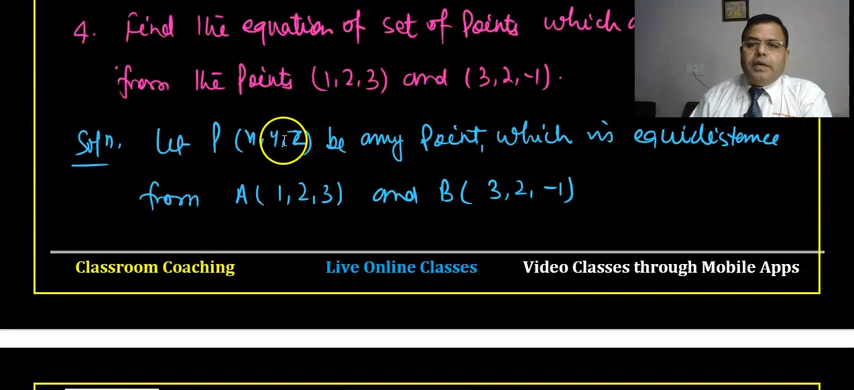 4. Find the equation of set of Points which
from the Points (1,2,3) and (3,2,-1).
Soln. Let P (x,y,z) be any Point, which is equidistance
from A(1,2,3) and B(3,2,-1)
Classroom Coaching Live Online Classes Video Classes through Mobile Apps